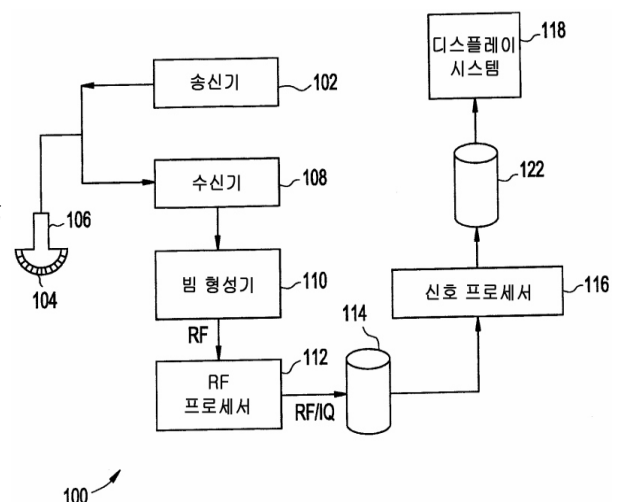 디스플레이
시스템
118
송신기
102
수신기
108
122
106
104
빔 형성기
110
신호 프로세서
116
RF
114
112
RF
프로세서
RF/IQ
100